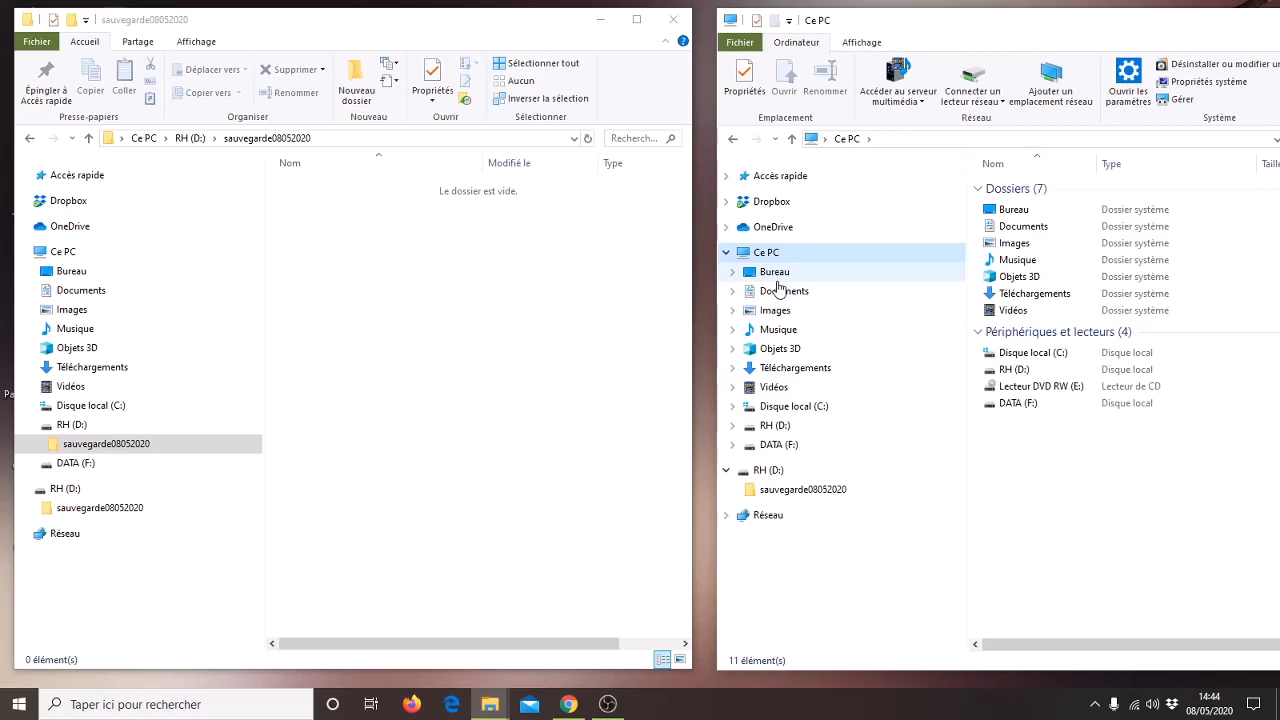 sauvegarde08052020
Fichier
Accueil
Partage
Affichage
Épingler à
Accès rapide
Copier
Coller
Presse-papiers
Déplacer vers
Copier vers
Supprimer
Renommer
Organiser
Nouveau
dossier
Nouveau
Propriétés
Ouvrir
Sélectionner tout
Aucun
Inverser la sélection
Sélectionner
Ce PC > RH (D:) > sauvegarde08052020
Recherch...
Nom
Modifié le
Type
Le dossier est vide.
Accès rapide
Dropbox
OneDrive
Ce PC
Bureau
Documents
Images
Musique
Objets 3D
Téléchargements
Vidéos
Disque local (C:)
RH (D:)
sauvegarde08052020
DATA (F:)
RH (D:)
sauvegarde08052020
Réseau
0 élément(s)
Ce PC
Fichier
Ordinateur
Affichage
Propriétés
Ouvrir
Renommer
Emplacement
Accéder au serveur
multimédia
Connecter un
lecteur réseau
Ajouter un
emplacement réseau
Réseau
Ouvrir les
paramètres
Désinstaller ou modifier un
Propriétés système
Gérer
Système
Ce PC >
Accès rapide
Dropbox
OneDrive
Ce PC
Bureau
Documents
Images
Musique
Objets 3D
Téléchargements
Vidéos
Disque local (C:)
RH (D:)
DATA (F:)
RH (D:)
sauvegarde08052020
Réseau
Nom
Type
Taille
Dossiers (7)
Bureau Dossier système
Documents Dossier système
Images Dossier système
Musique Dossier système
Objets 3D Dossier système
Téléchargements Dossier système
Vidéos Dossier système
Périphériques et lecteurs (4)
Disque local (C:) Disque local
RH (D:) Disque local
Lecteur DVD RW (E:) Lecteur de CD
DATA (F:) Disque local
11 élément(s)
Taper ici pour rechercher
14:44
08/05/2020